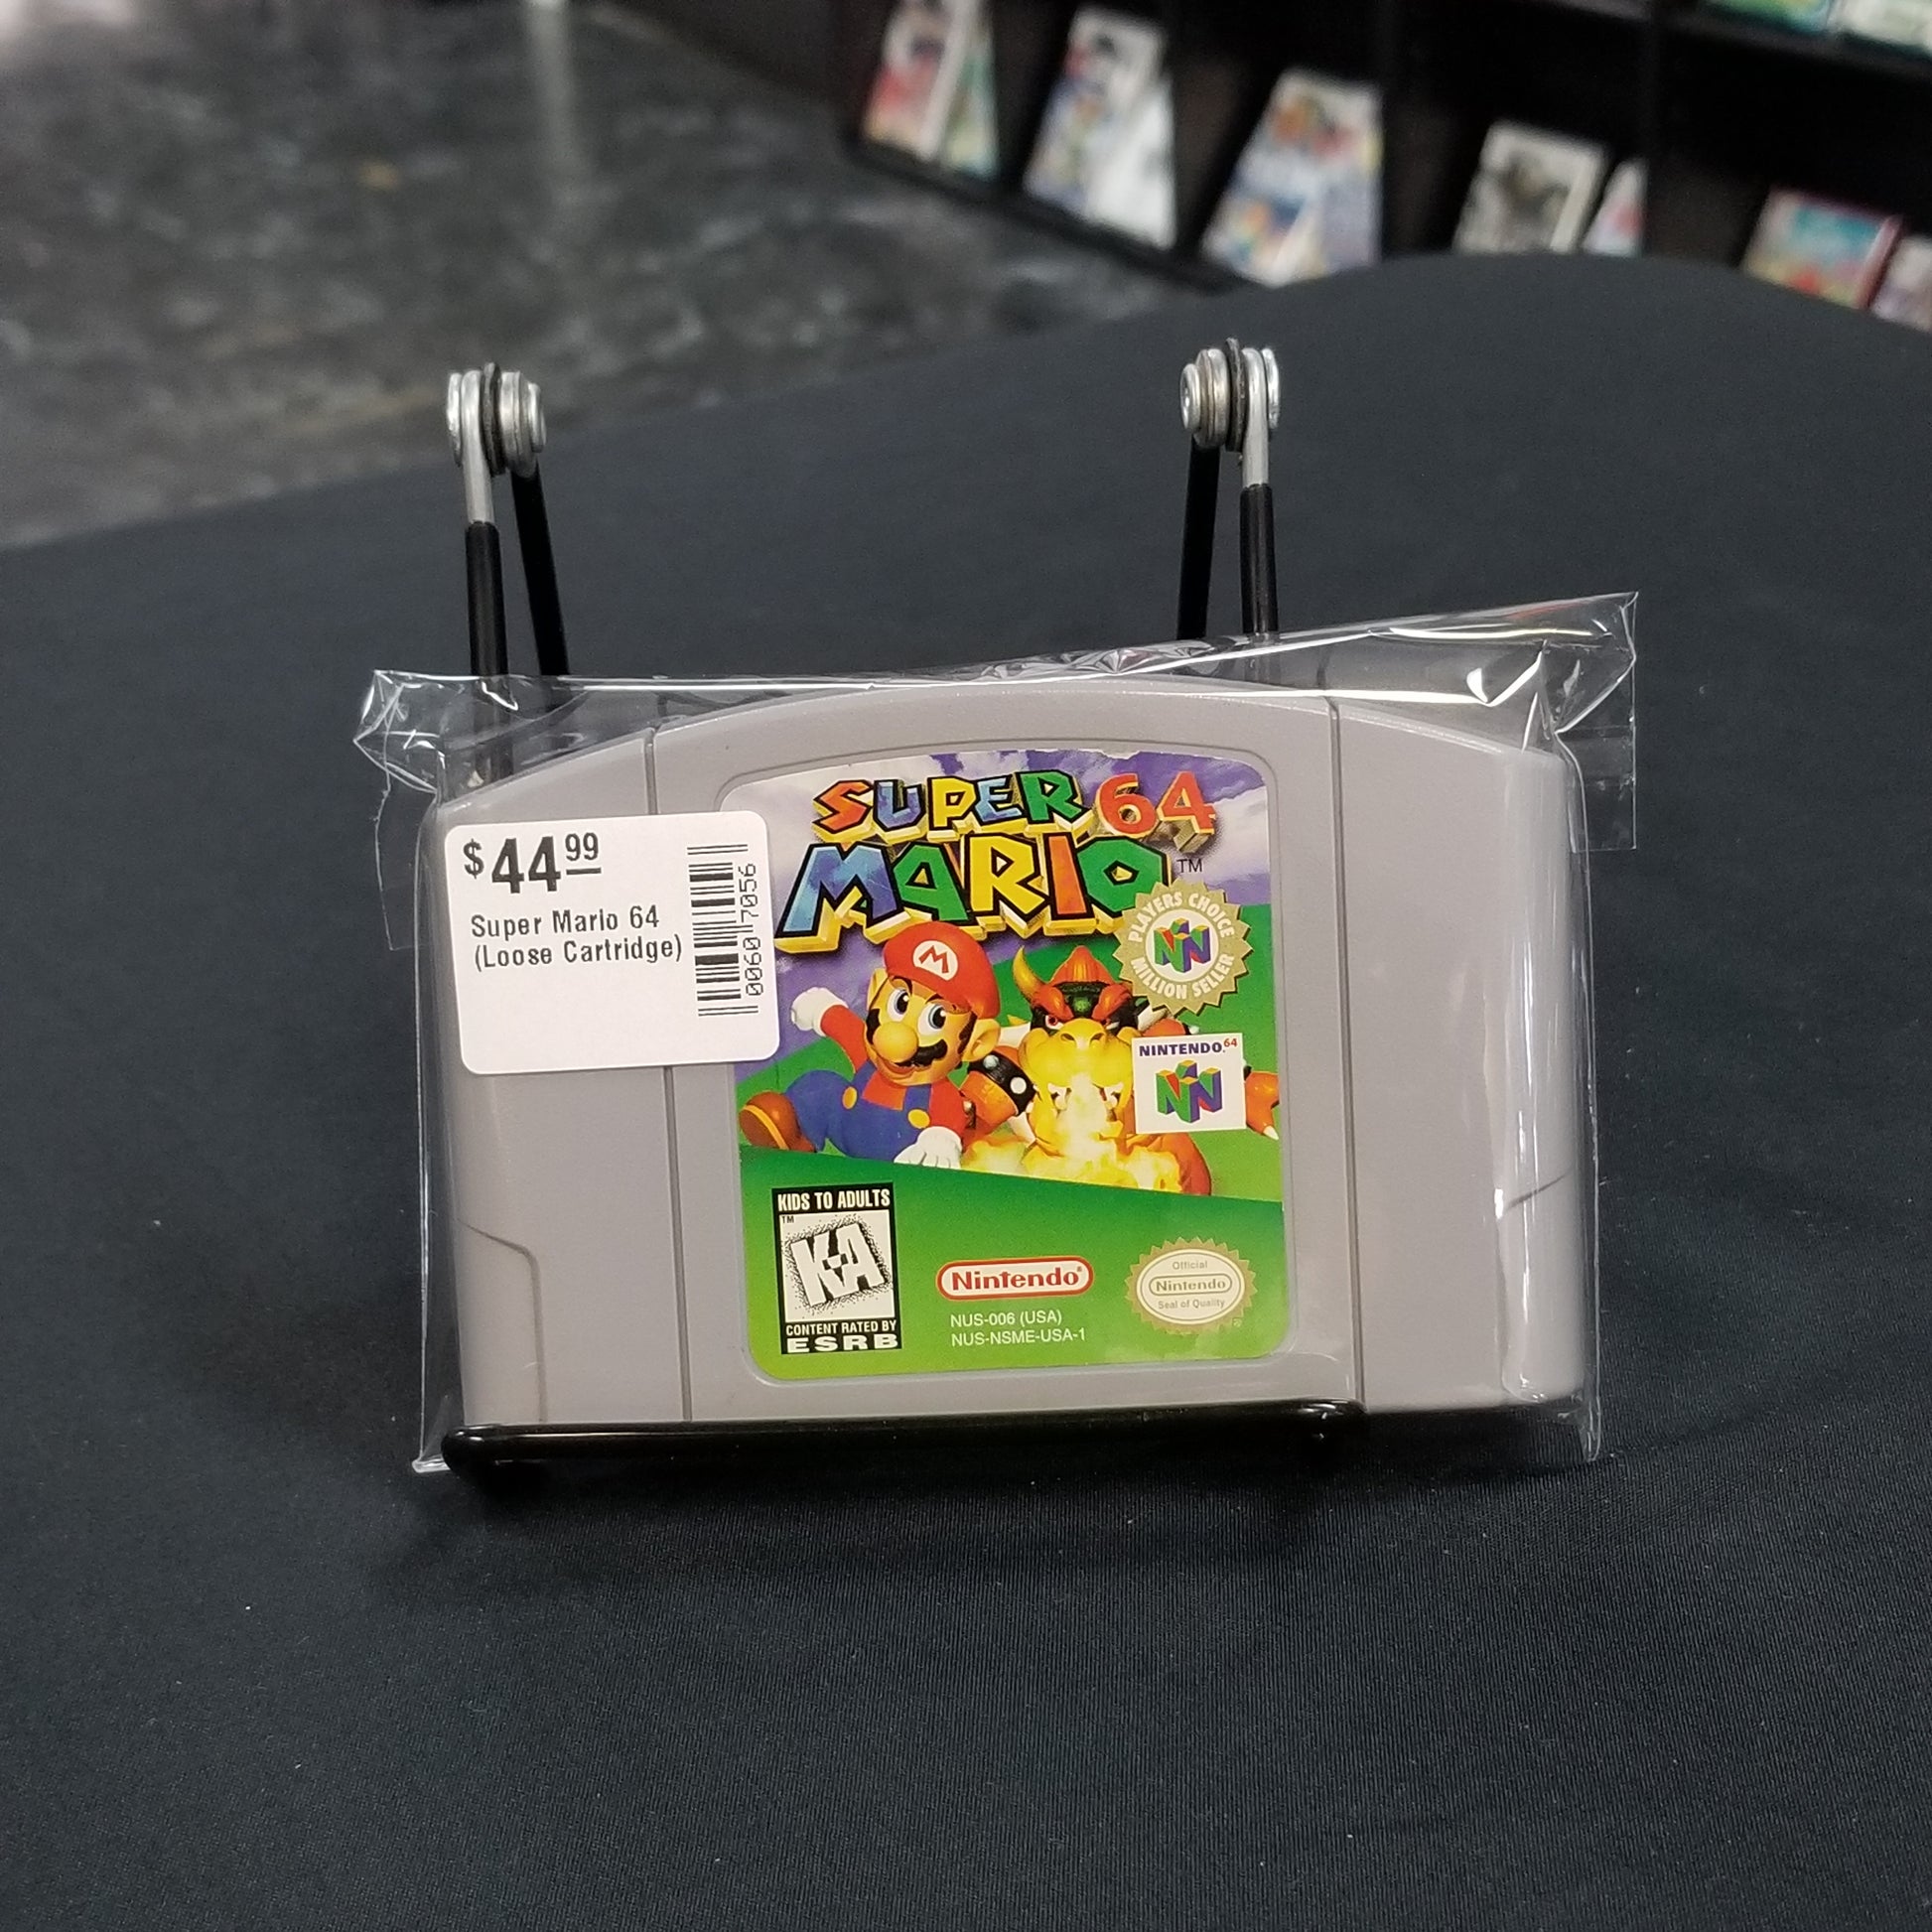 $44.99
Super Mario 64
(Loose Cartridge)
0060 17056
SUPER 64
MARIO TM
PLAYERS CHOICE
MILLION SELLER
NINTENDO.64
KIDS TO ADULTS
TM
K-A
CONTENT RATED BY
ESRB
Nintendo®
NUS-006 (USA)
NUS-NSME-USA-1
Official
Nintendo
Seal of Quality